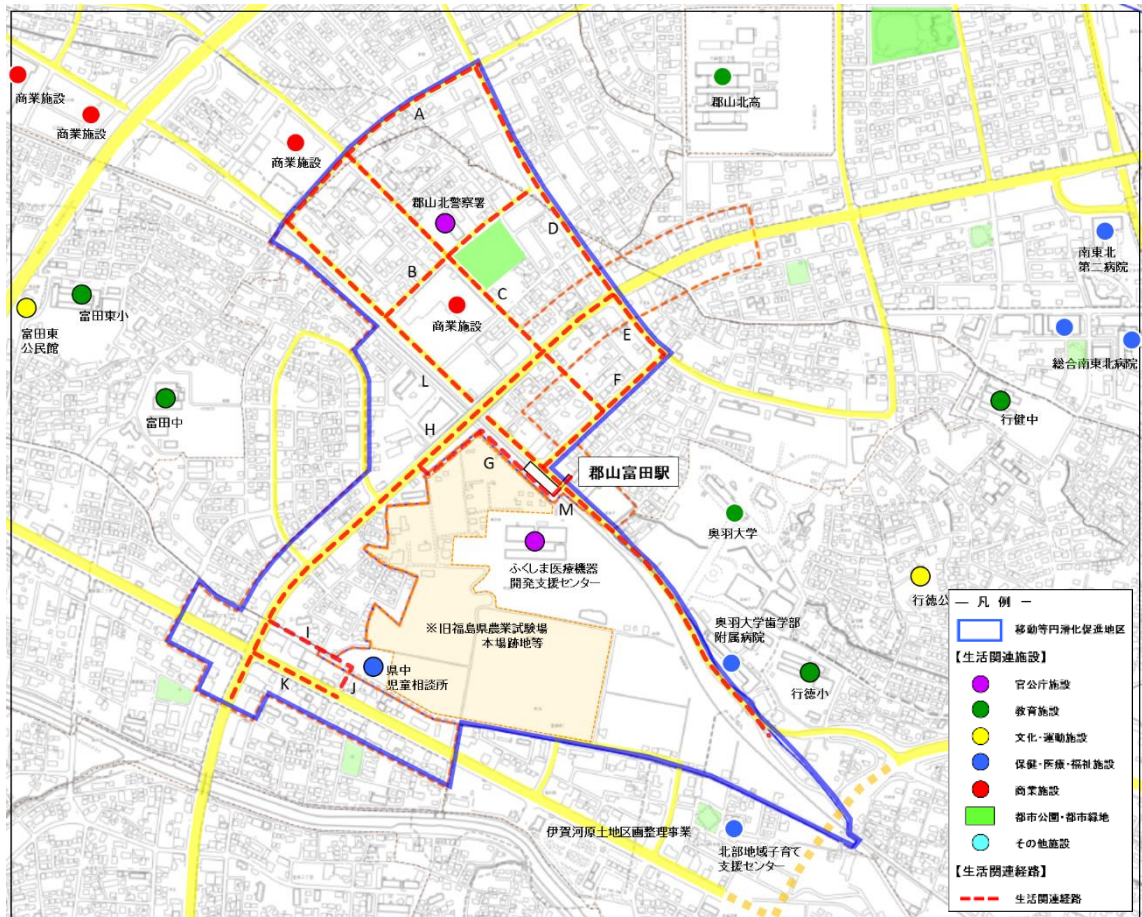 商業施設
商業施設
商業施設
郡山北高
A
郡山北警察署
D
B
C
商業施設
南東北
第二病院
総合南東北病院
富田東小
富田東
公民館
富田中
E
F
L
H
G
行健中
郡山富田駅
M
奥羽大学
ふくしま医療機器
開発支援センター
行徳公
奥羽大学歯学部
附属病院
※旧福島県農業試験場
本場跡地等
I
J
K
県中
児童相談所
行徳小
伊賀河原土地区画整理事業
北部地域子育て
支援センター
― 凡 例 ―
移動等円滑化促進地区
【生活関連施設】
官公庁施設
教育施設
文化・運動施設
保健・医療・福祉施設
商業施設
都市公園・都市緑地
その他施設
【生活関連経路】
生活関連経路